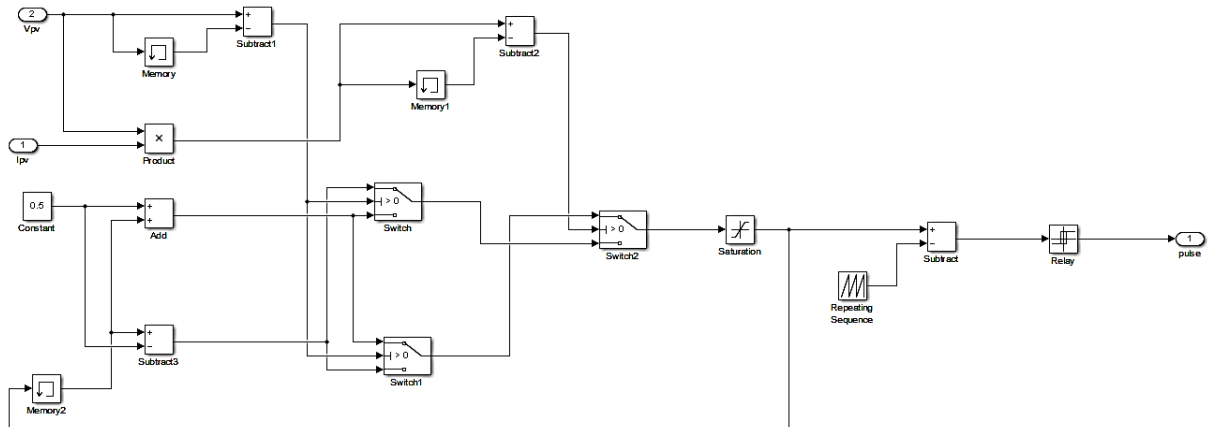 2
Vpv
+
−
Subtract1
Memory
+
−
Subtract2
Memory1
1
Ipv
×
Product
0.5
Constant
+
+
Add
> 0
Switch
> 0
Switch2
Saturation
+
−
Subtract
Relay
1
pulse
Repeating
Sequence
+
−
Subtract3
> 0
Switch1
Memory2